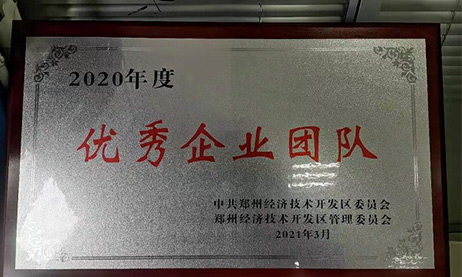 2020年度
优秀企业团队
中共郑州经济技术开发区委员会
郑州经济技术开发区管理委员会
2021年3月